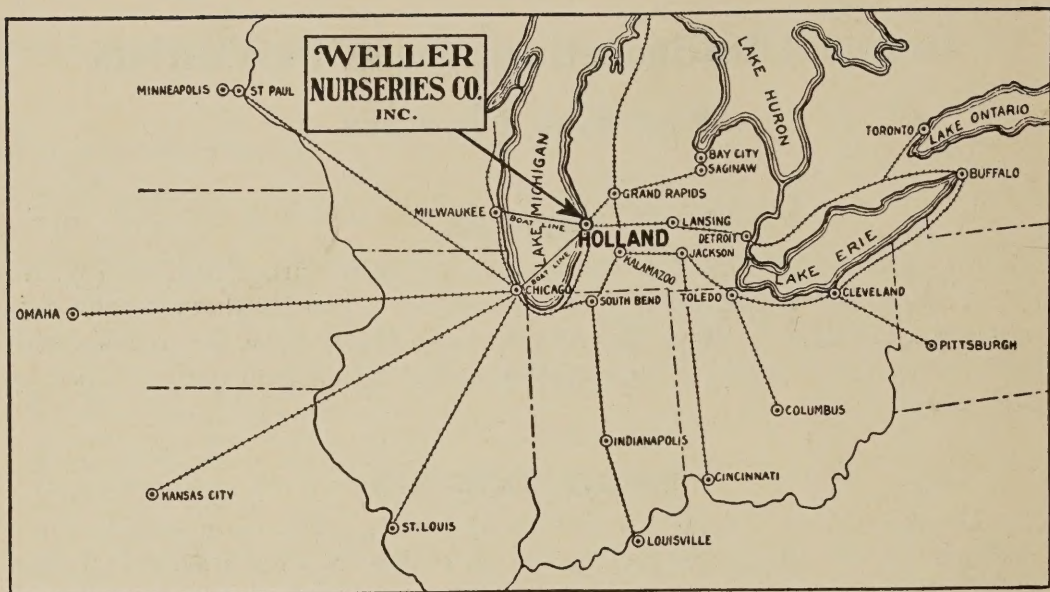 WELLER
NURSERIES CO.
INC.
MINNEAPOLIS
ST PAUL
LAKE MICHIGAN
LAKE HURON
TORONTO
LAKE ONTARIO
BAY CITY
SAGINAW
BUFFALO
GRAND RAPIDS
MILWAUKEE
BOAT LINE
LANSING
HOLLAND
DETROIT
JACKSON
KALAMAZOO
LAKE ERIE
BOAT LINE
CHICAGO
SOUTH BEND
TOLEDO
CLEVELAND
OMAHA
PITTSBURGH
COLUMBUS
INDIANAPOLIS
KANSAS CITY
CINCINNATI
ST. LOUIS
LOUISVILLE